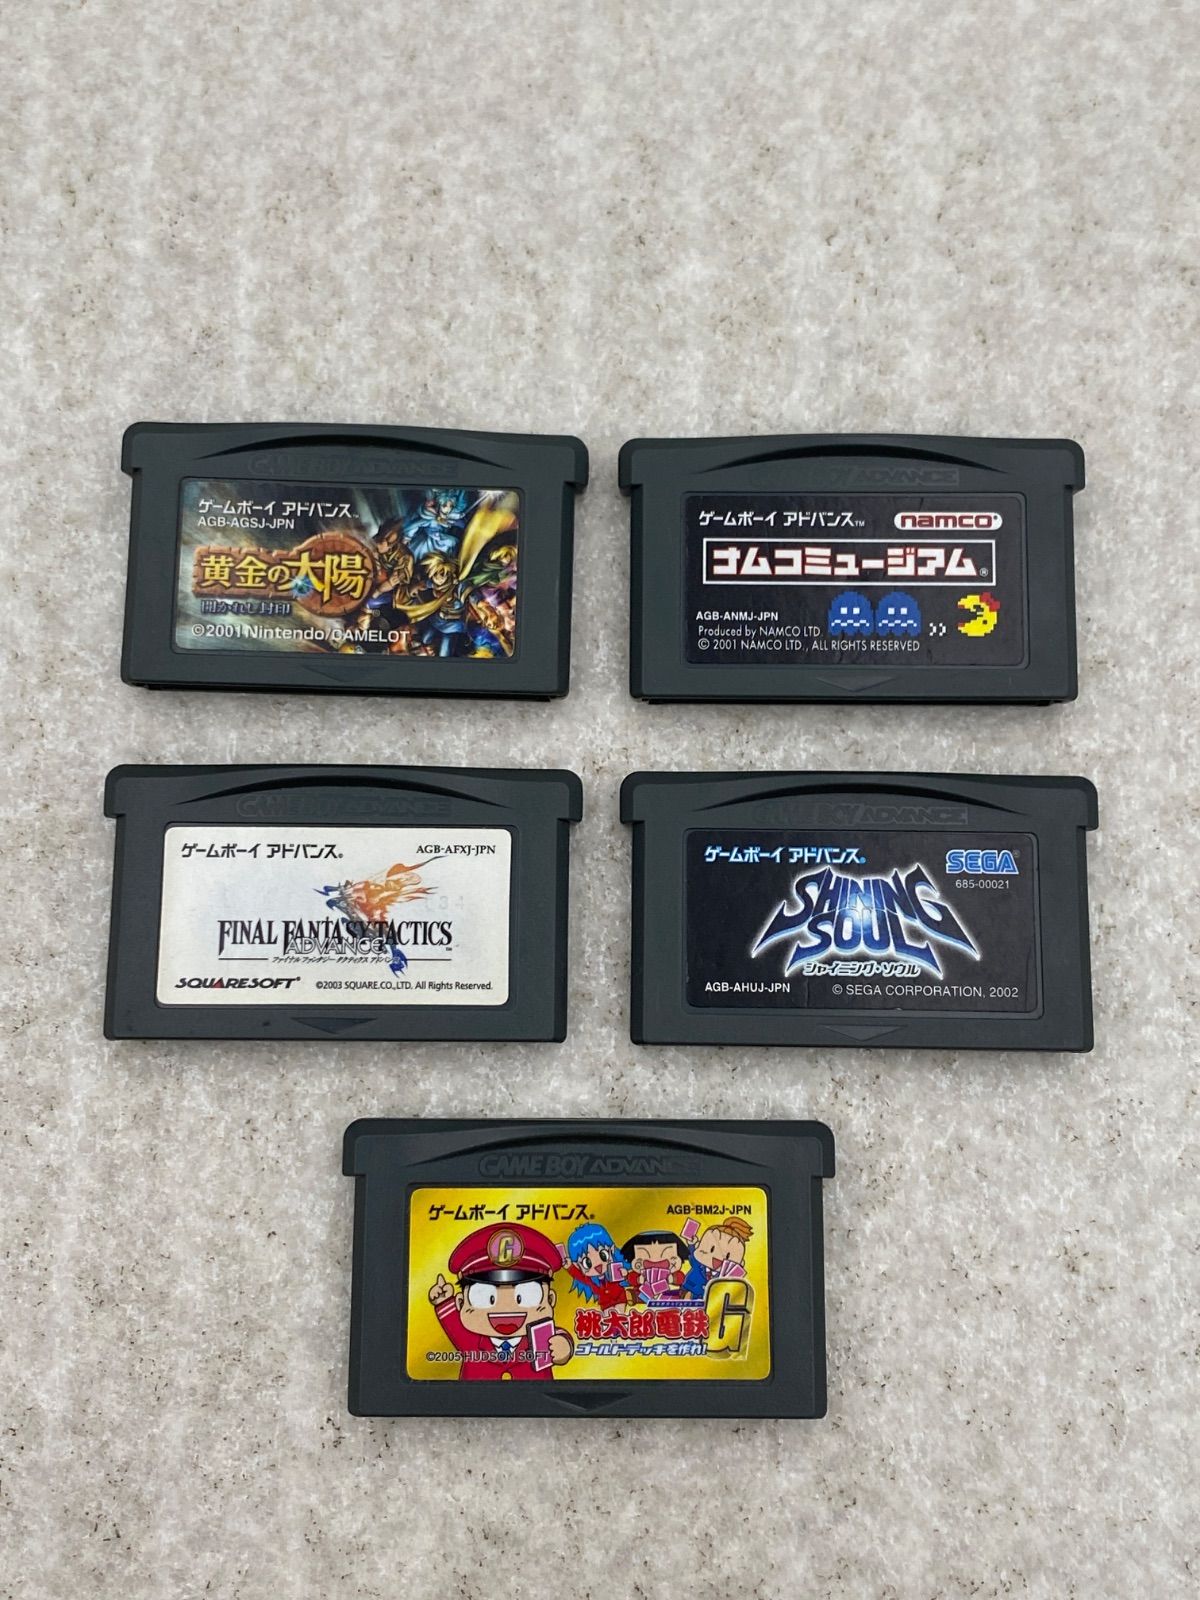 GAME BOY ADVANCE
ゲームボーイ アドバンス™
AGB-AGSJ-JPN
黄金の太陽
開かれし封印
©2001 Nintendo/CAMELOT
GAME BOY ADVANCE
ゲームボーイ アドバンス™
namco®
ナムコミュージアム®
AGB-ANMJ-JPN
Produced by NAMCO LTD.
© 2001 NAMCO LTD., ALL RIGHTS RESERVED
GAME BOY ADVANCE
ゲームボーイ アドバンス®
AGB-AFXJ-JPN
FINAL FANTASY TACTICS™
ADVANCE
ファイナルファンタジー タクティクス アドバンス
SQUARESOFT®
©2003 SQUARE CO.,LTD. All Rights Reserved.
GAME BOY ADVANCE
ゲームボーイ アドバンス®
SEGA®
685-00021
SHINING
SOUL
シャイニング・ソウル
AGB-AHUJ-JPN
© SEGA CORPORATION, 2002
GAME BOY ADVANCE
ゲームボーイ アドバンス®
AGB-BM2J-JPN
G
桃太郎電鉄G
ゴールドデッキを作れ!
©2005 HUDSON SOFT